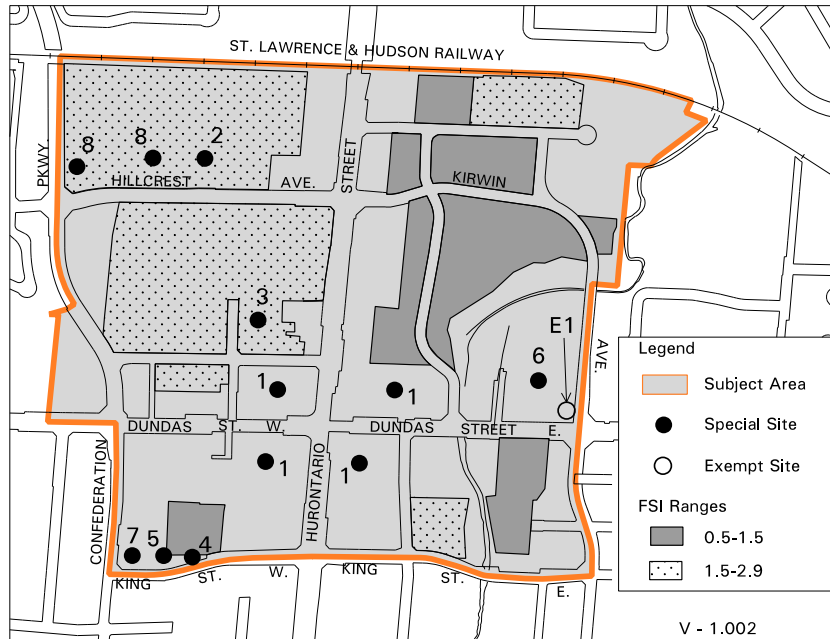 ST. LAWRENCE & HUDSON RAILWAY
PKWY.
8
8
2
HILLCREST AVE.
STREET
KIRWIN
3
E1
6
AVE.
1
1
DUNDAS ST. W.
DUNDAS STREET E.
CONFEDERATION
HURONTARIO
1
1
7
5
4
KING ST. W.
KING ST. E.
Legend
Subject Area
Special Site
Exempt Site
FSI Ranges
0.5-1.5
1.5-2.9
V - 1.002